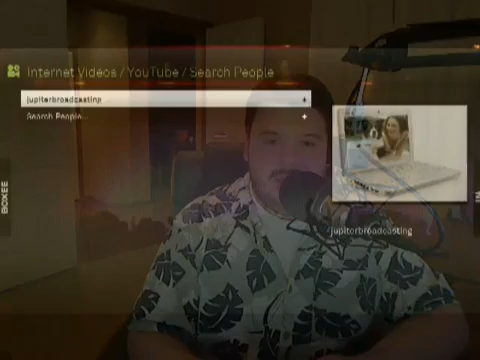 Internet Videos / YouTube / Search People
jupiterbroadcasting +
Search People... +
BOXEE
jupiterbroadcasting